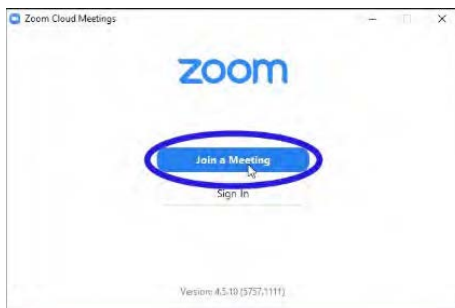 Zoom Cloud Meetings
zoom
Join a Meeting
Sign In
Version: 4.5.10 (5757.1111)